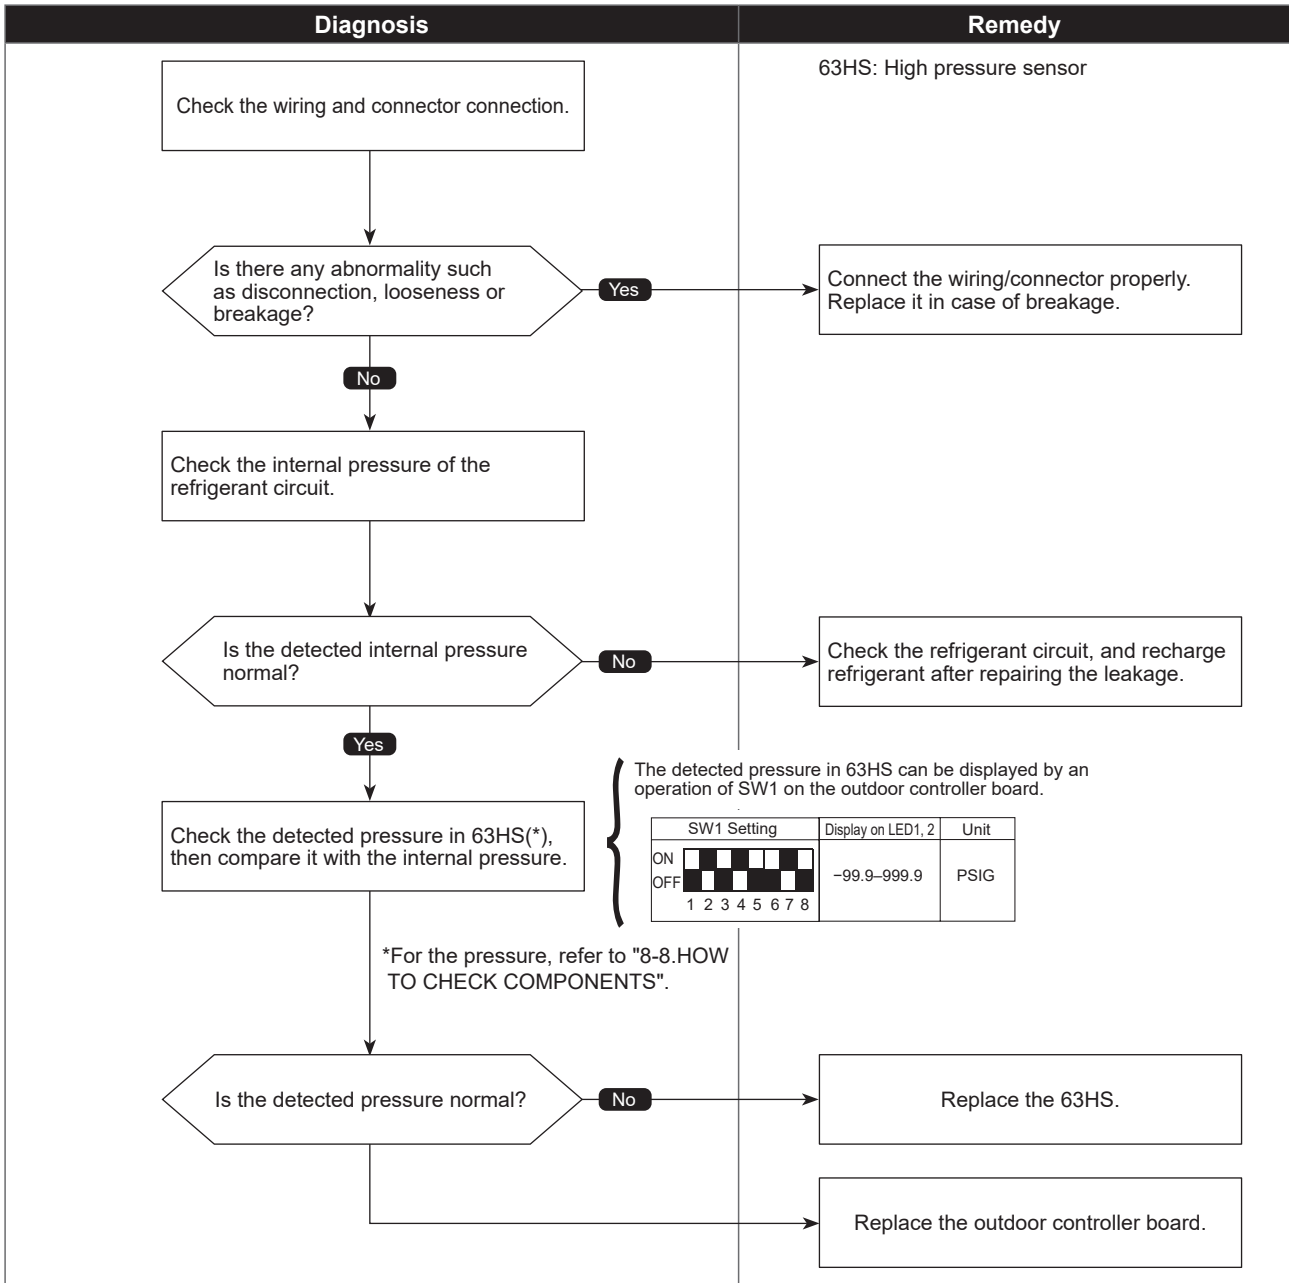 Diagnosis
Remedy
63HS: High pressure sensor
Check the wiring and connector connection.
Is there any abnormality such
as disconnection, looseness or
breakage?
Yes
Connect the wiring/connector properly.
Replace it in case of breakage.
No
Check the internal pressure of the
refrigerant circuit.
Is the detected internal pressure
normal?
No
Check the refrigerant circuit, and recharge
refrigerant after repairing the leakage.
Yes
The detected pressure in 63HS can be displayed by an
operation of SW1 on the outdoor controller board.
Check the detected pressure in 63HS(*),
then compare it with the internal pressure.
SW1 Setting
Display on LED1, 2
Unit
ON
OFF
1 2 3 4 5 6 7 8
−99.9–999.9
PSIG
*For the pressure, refer to "8-8.HOW
TO CHECK COMPONENTS".
Is the detected pressure normal?
No
Replace the 63HS.
Replace the outdoor controller board.